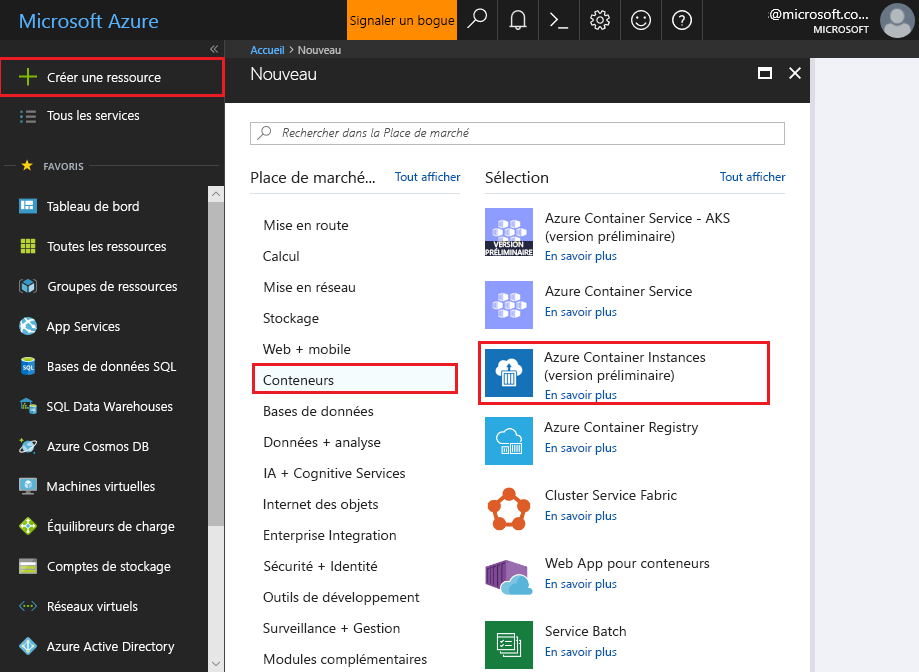 Microsoft Azure
Signaler un bogue
:@microsoft.co...
MICROSOFT
Accueil > Nouveau
Nouveau
Créer une ressource
Tous les services
FAVORIS
Tableau de bord
Toutes les ressources
Groupes de ressources
App Services
Bases de données SQL
SQL Data Warehouses
Azure Cosmos DB
Machines virtuelles
Équilibreurs de charge
Comptes de stockage
Réseaux virtuels
Azure Active Directory
Rechercher dans la Place de marché
Place de marché... Tout afficher
Mise en route
Calcul
Mise en réseau
Stockage
Web + mobile
Conteneurs
Bases de données
Données + analyse
IA + Cognitive Services
Internet des objets
Enterprise Integration
Sécurité + Identité
Outils de développement
Surveillance + Gestion
Modules complémentaires
Sélection Tout afficher
VERSION
PRÉLIMINAIRE
Azure Container Service - AKS
(version préliminaire)
En savoir plus
Azure Container Service
En savoir plus
Azure Container Instances
(version préliminaire)
En savoir plus
Azure Container Registry
En savoir plus
Cluster Service Fabric
En savoir plus
Web App pour conteneurs
En savoir plus
Service Batch
En savoir plus